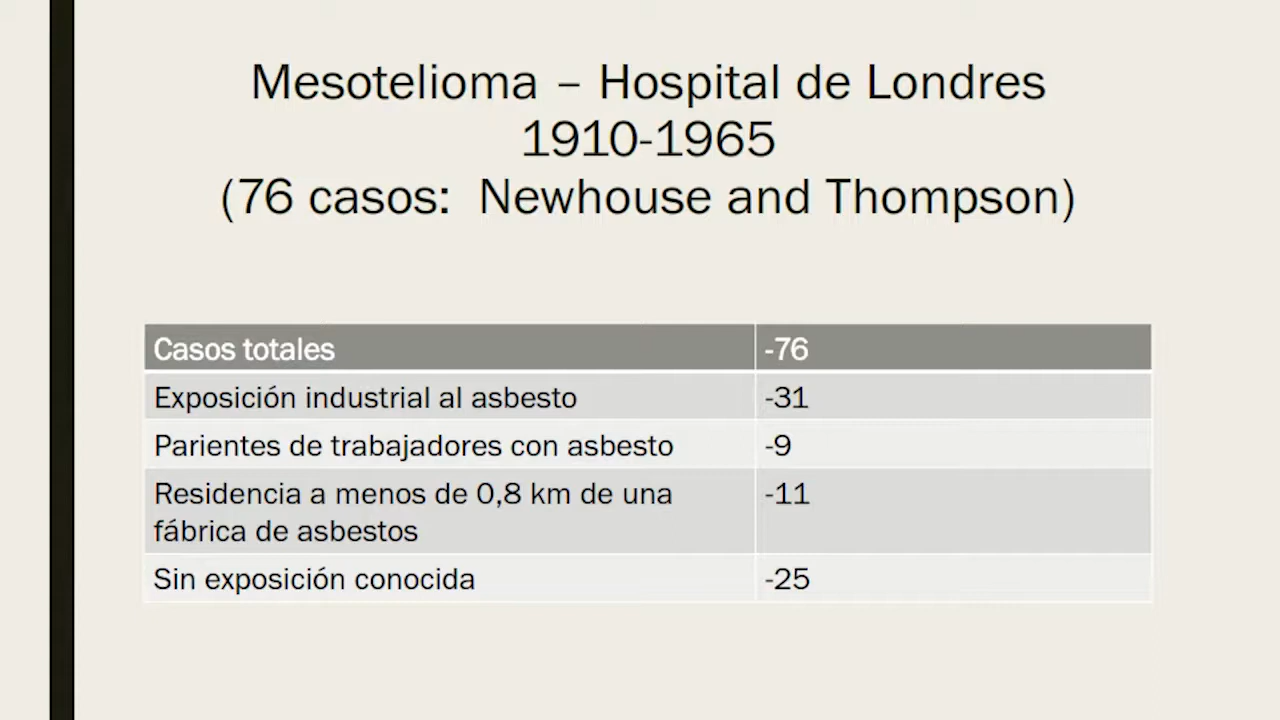 Mesotelioma – Hospital de Londres
1910-1965
(76 casos:  Newhouse and Thompson)
Casos totales -76
Exposición industrial al asbesto -31
Parientes de trabajadores con asbesto -9
Residencia a menos de 0,8 km de una -11
fábrica de asbestos
Sin exposición conocida -25